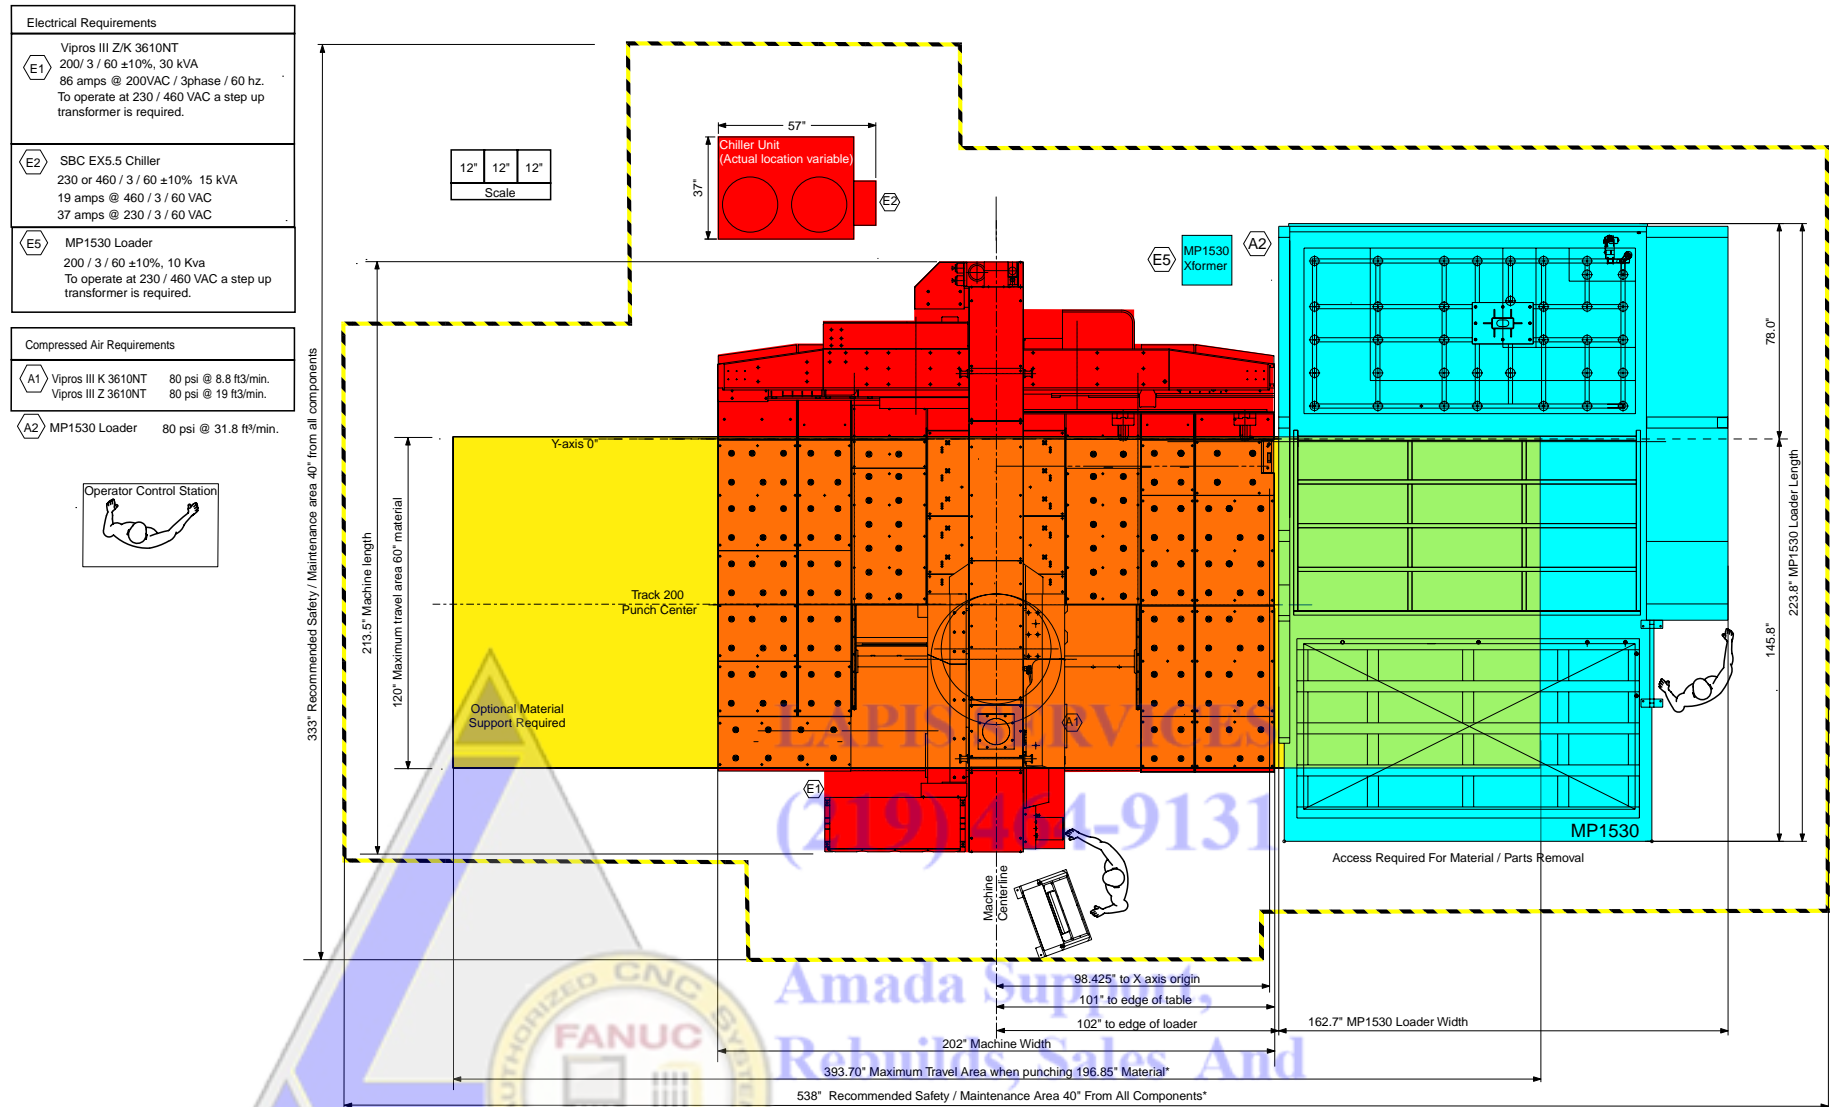 Electrical Requirements
E1
Vipros III Z/K 3610NT
200/ 3 / 60 ±10%, 30 kVA
86 amps @ 200VAC / 3phase / 60 hz.
To operate at 230 / 460 VAC a step up
transformer is required.
E2
SBC EX5.5 Chiller
230 or 460 / 3 / 60 ±10%  15 kVA
19 amps @ 460 / 3 / 60 VAC
37 amps @ 230 / 3 / 60 VAC
E5
MP1530 Loader
200 / 3 / 60 ±10%, 10 Kva
To operate at 230 / 460 VAC a step up
transformer is required.
Compressed Air Requirements
A1
Vipros III K 3610NT 80 psi @ 8.8 ft3/min.
Vipros III Z 3610NT 80 psi @ 19 ft3/min.
A2
MP1530 Loader 80 psi @ 31.8 ft³/min.
Operator Control Station
333" Recommended Safety / Maintenance area 40" from all components
12" 12" 12"
Scale
57"
37"
Chiller Unit
(Actual location variable)
E2
E5
MP1530
Xformer
A2
213.5" Machine length
120" Maximum travel area 60" material
Y-axis 0"
Track 200
Punch Center
Optional Material
Support Required
E1
A1
78.0"
145.8"
223.8" MP1530 Loader Length
MP1530
Access Required For Material / Parts Removal
Machine
Centerline
98.425" to X axis origin
101" to edge of table
102" to edge of loader
162.7" MP1530 Loader Width
202" Machine Width
393.70" Maximum Travel Area when punching 196.85" Material*
538"  Recommended Safety / Maintenance Area 40" From All Components*
LAPIS SERVICES
(219) 464-9131
Amada Support,
Rebuilds, Sales, And
AUTHORIZED CNC SYSTEM
FANUC